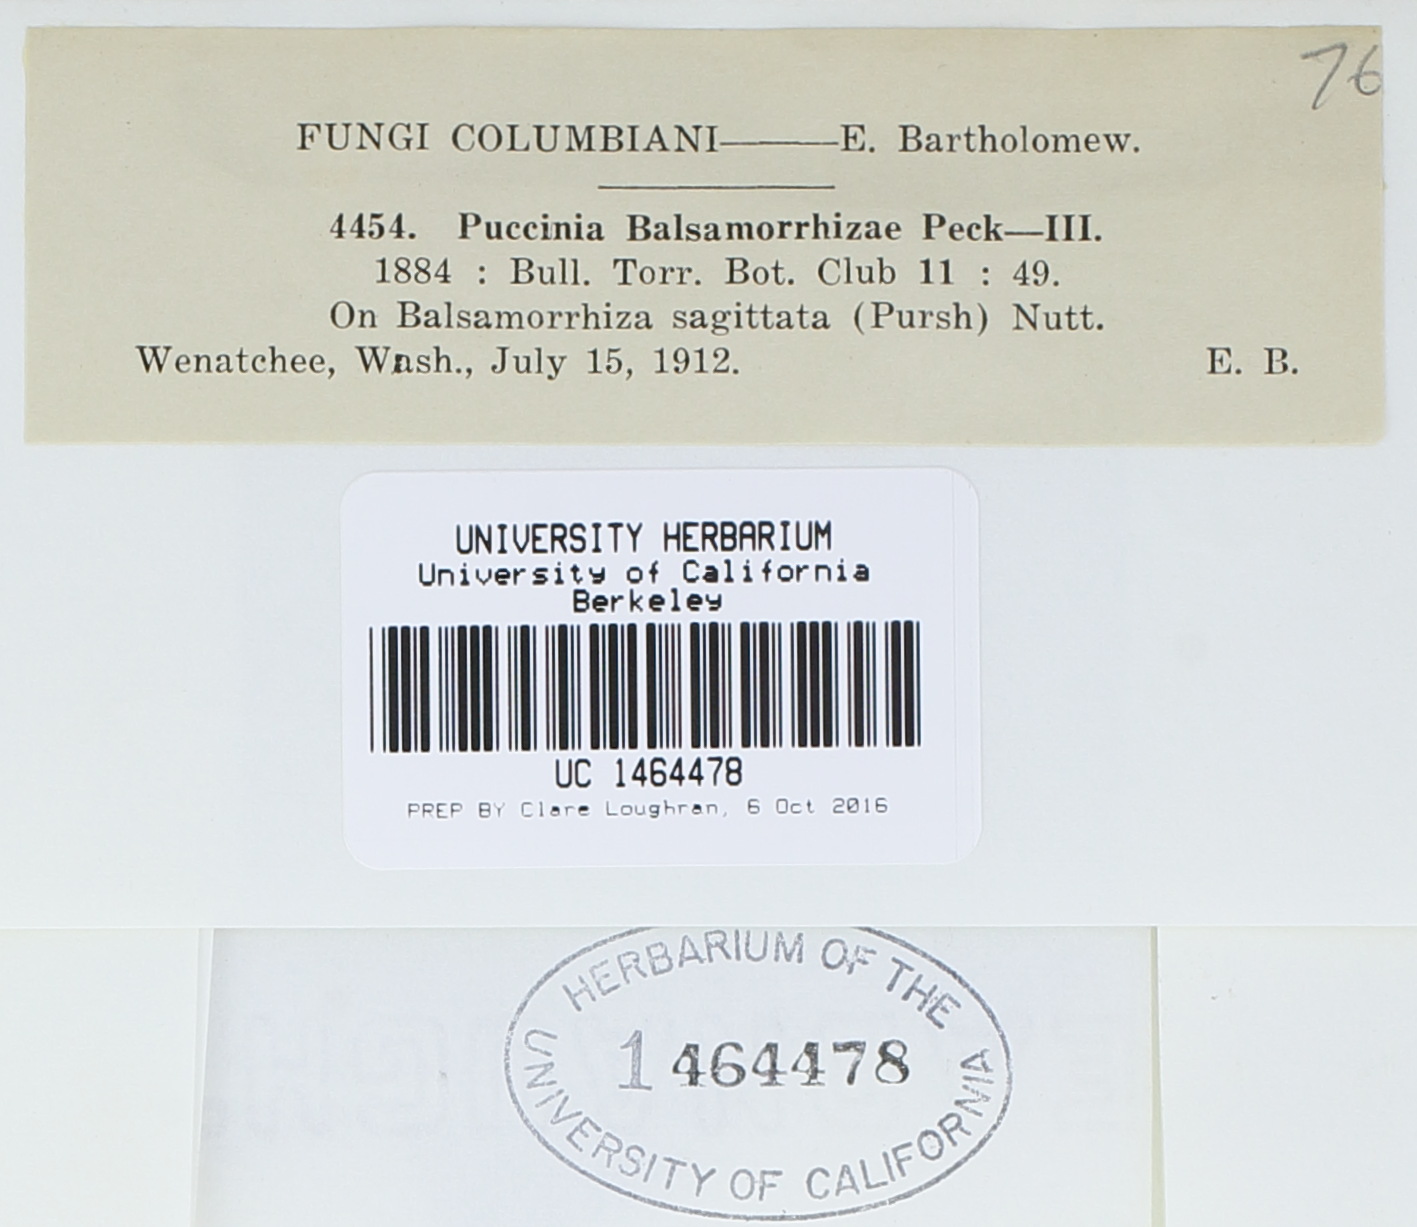 76
FUNGI COLUMBIANI——E. Bartholomew.
4454. Puccinia Balsamorrhizae Peck—III.
1884 : Bull. Torr. Bot. Club 11 : 49.
On Balsamorrhiza sagittata (Pursh) Nutt.
Wenatchee, Wash., July 15, 1912. E. B.
UNIVERSITY HERBARIUM
University of California
Berkeley
UC 1464478
PREP BY Clare Loughran, 6 Oct 2016
HERBARIUM OF THE
1464478
UNIVERSITY OF CALIFORNIA